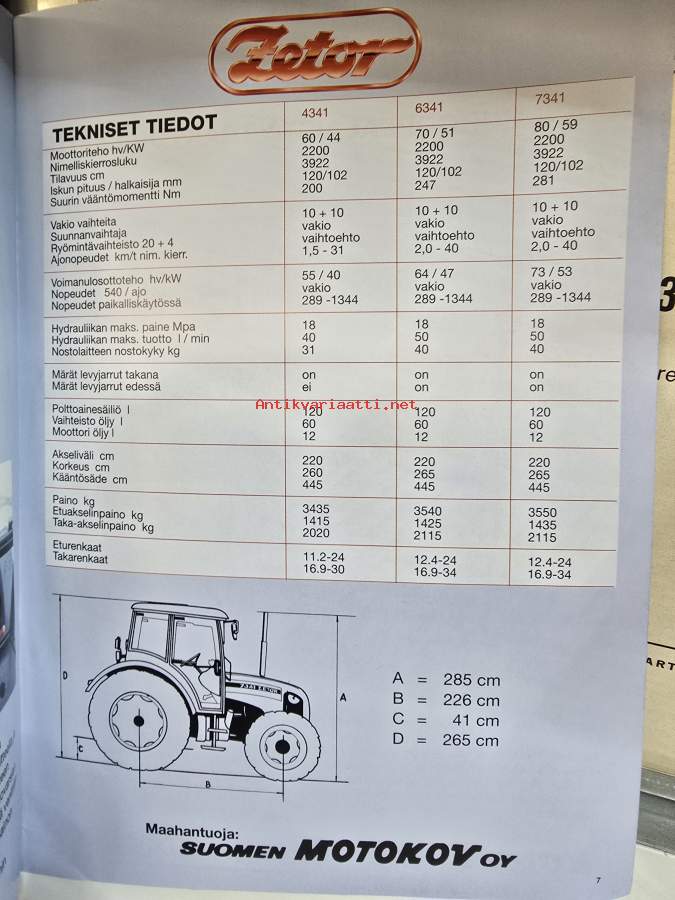 Zetor
TEKNISET TIEDOT 4341 6341 7341
Moottoriteho hv/KW 60 / 44 70 / 51 80 / 59
Nimelliskierrosluku 2200 2200 2200
Tilavuus cm 3922 3922 3922
Iskun pituus / halkaisija mm 120/102 120/102 120/102
Suurin vääntömomentti Nm 200 247 281
Vakio vaihteita 10 + 10 10 + 10 10 + 10
Suunnanvaihtaja vakio vakio vakio
Ryömintävaihteisto 20 + 4 vaihtoehto vaihtoehto vaihtoehto
Ajonopeudet km/t nim. kierr. 1,5 - 31 2,0 - 40 2,0 - 40
Voimanulosottoteho hv/kW 55 / 40 64 / 47 73 / 53
Nopeudet 540 / ajo vakio vakio vakio
Nopeudet paikalliskäytössä 289 -1344 289 -1344 289 -1344
Hydrauliikan maks. paine Mpa 18 18 18
Hydrauliikan maks. tuotto l / min 40 50 50
Nostolaitteen nostokyky kg 31 40 40
Märät levyjarrut takana on on on
Märät levyjarrut edessä ei on on
Antikvariaatti.net
Polttoainesäiliö l 120 120 120
Vaihteisto öljy l 60 60 60
Moottori öljy l 12 12 12
Akseliväli cm 220 220 220
Korkeus cm 260 265 265
Kääntösäde cm 445 445 445
Paino kg 3435 3540 3550
Etuakselinpaino kg 1415 1425 1435
Taka-akselinpaino kg 2020 2115 2115
Eturenkaat 11.2-24 12.4-24 12.4-24
Takarenkaat 16.9-30 16.9-34 16.9-34
7341 ZETOR
D
A
C
B
A = 285 cm
B = 226 cm
C = 41 cm
D = 265 cm
Maahantuoja:
SUOMEN MOTOKOV OY
7
3
re
ART